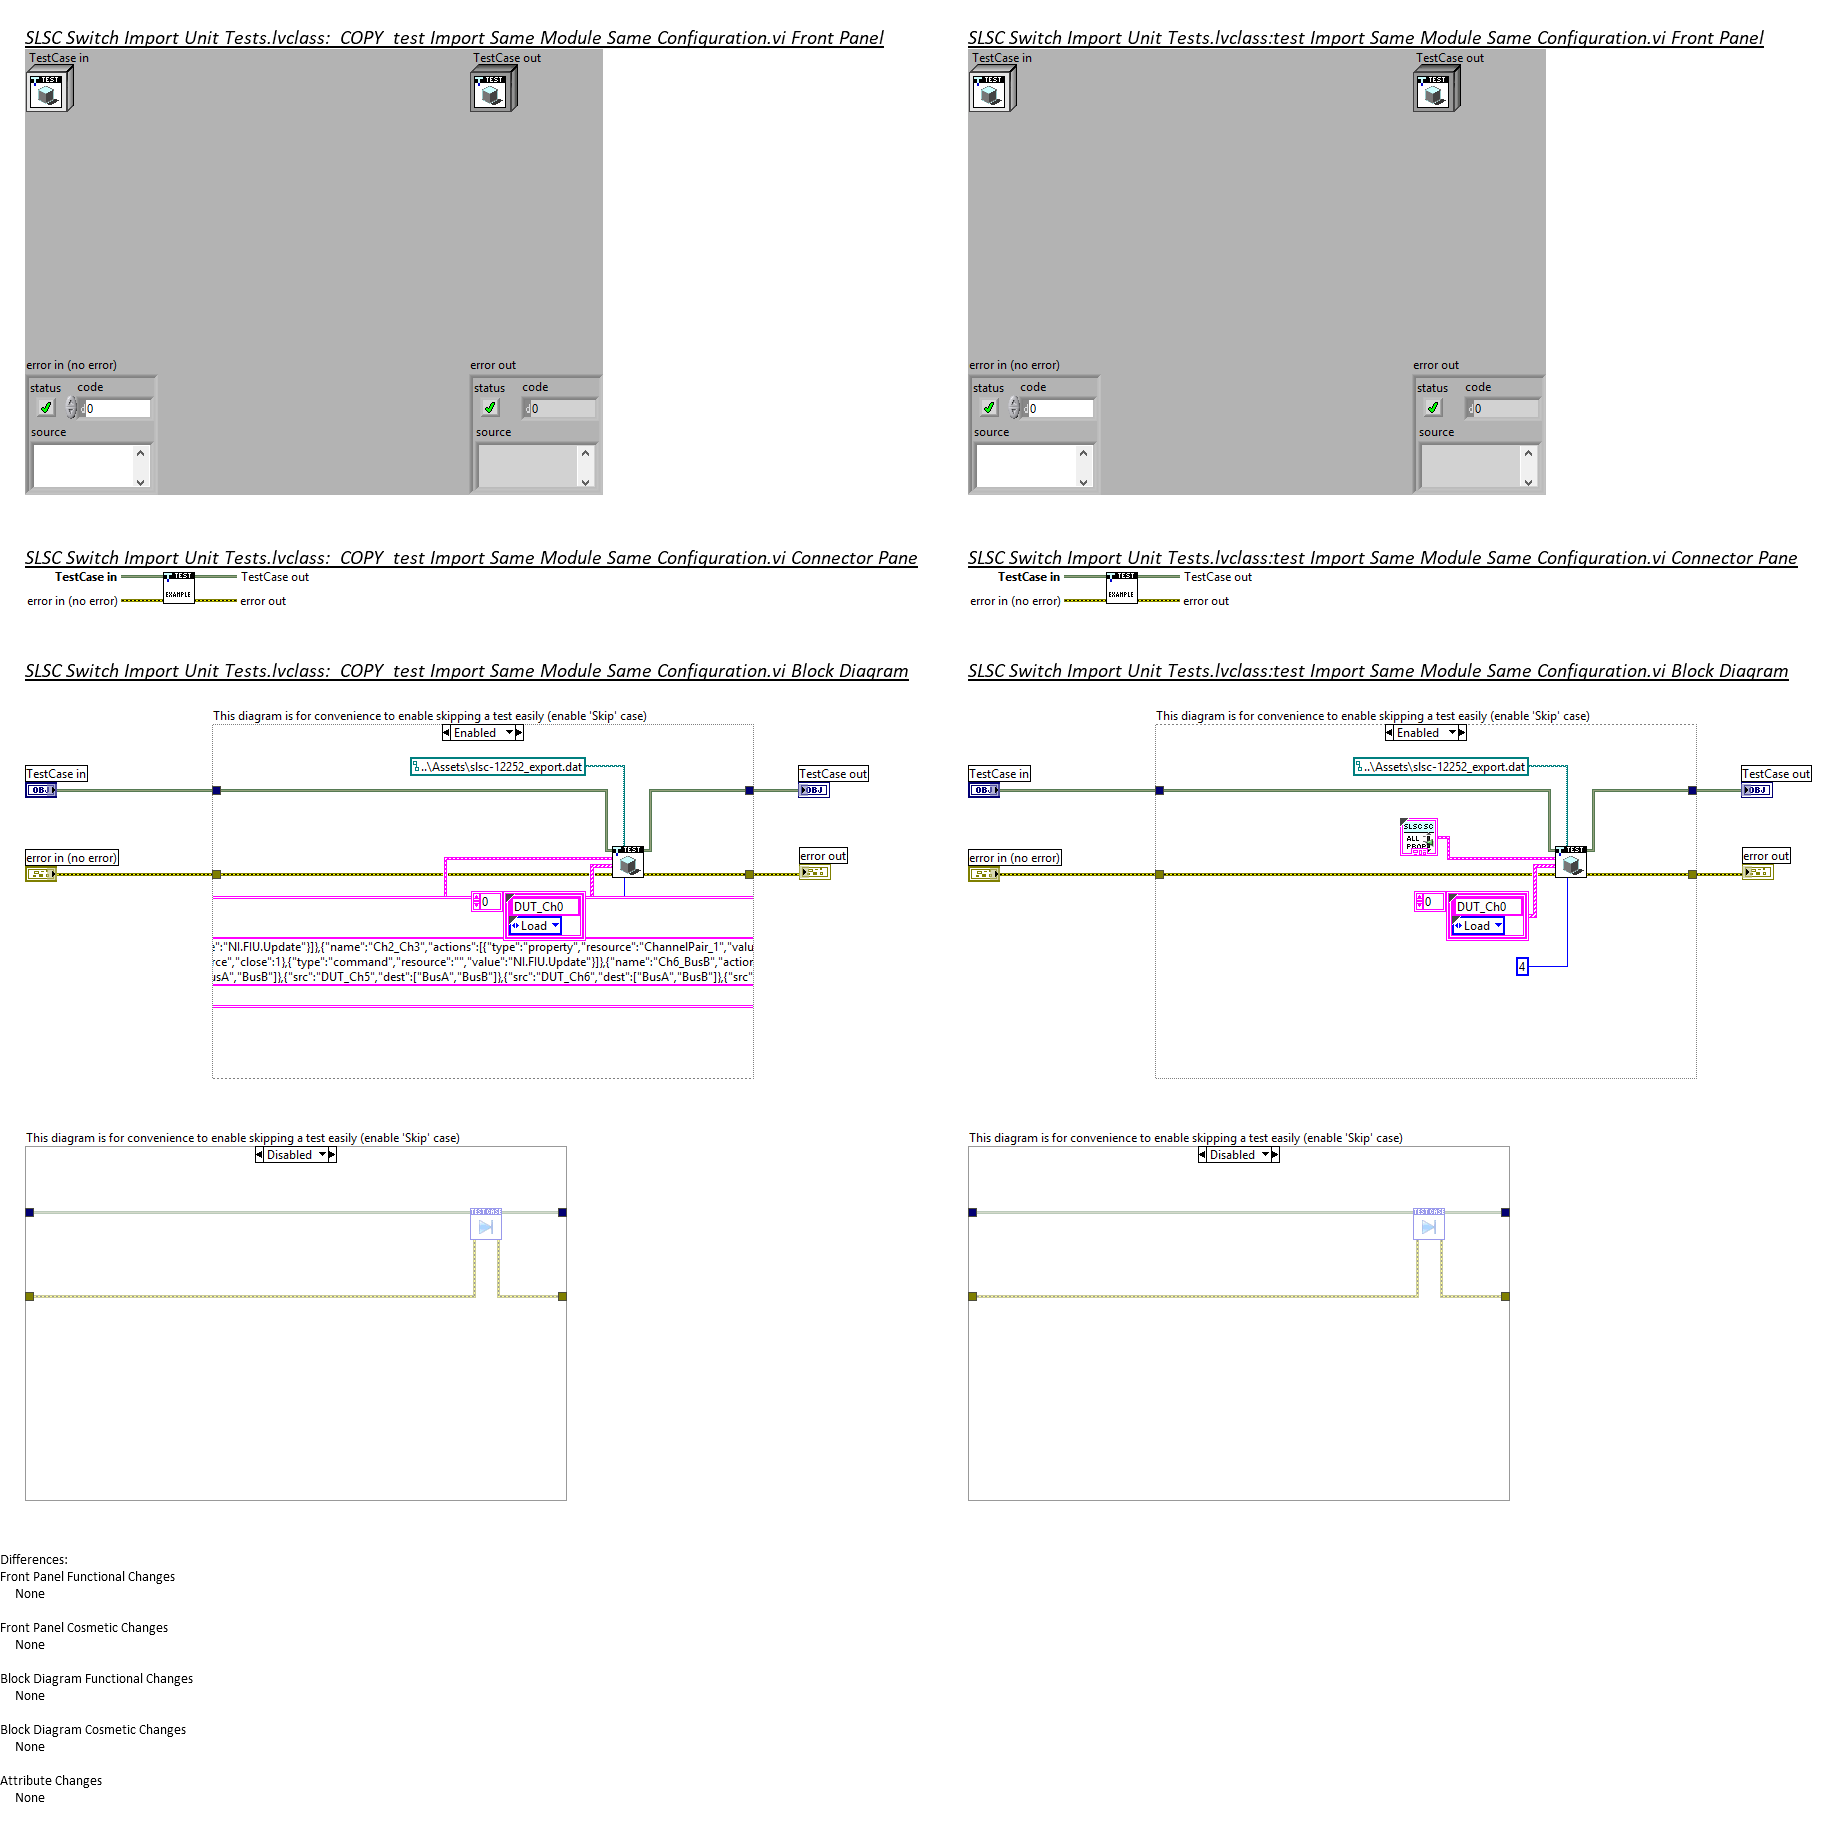 SLSC Switch Import Unit Tests.lvclass:_COPY_test Import Same Module Same Configuration.vi Front Panel
TestCase in
TEST
TestCase out
TEST
error in (no error)
status
code
d
0
source
error out
status
code
d
0
source
SLSC Switch Import Unit Tests.lvclass:test Import Same Module Same Configuration.vi Front Panel
TestCase in
TEST
TestCase out
TEST
error in (no error)
status
code
d
0
source
error out
status
code
d
0
source
SLSC Switch Import Unit Tests.lvclass:_COPY_test Import Same Module Same Configuration.vi Connector Pane
TestCase in
TEST
EXAMPLE
TestCase out
error in (no error)
error out
SLSC Switch Import Unit Tests.lvclass:test Import Same Module Same Configuration.vi Connector Pane
TestCase in
TEST
EXAMPLE
TestCase out
error in (no error)
error out
SLSC Switch Import Unit Tests.lvclass:_COPY_test Import Same Module Same Configuration.vi Block Diagram
This diagram is for convenience to enable skipping a test easily (enable 'Skip' case)
Enabled
..\Assets\slsc-12252_export.dat
TestCase in
OBJ
TestCase out
OBJ
error in (no error)
TEST
error out
0
DUT_Ch0
Load
e":"NI.FIU.Update"}]},{"name":"Ch2_Ch3","actions":[{"type":"property","resource":"ChannelPair_1","valu
rce","close":1},{"type":"command","resource":"","value":"NI.FIU.Update"}]},{"name":"Ch6_BusB","action
usA","BusB"]},{"src":"DUT_Ch5","dest":["BusA","BusB"]},{"src":"DUT_Ch6","dest":["BusA","BusB"]},{"src"
SLSC Switch Import Unit Tests.lvclass:test Import Same Module Same Configuration.vi Block Diagram
This diagram is for convenience to enable skipping a test easily (enable 'Skip' case)
Enabled
..\Assets\slsc-12252_export.dat
TestCase in
OBJ
TestCase out
OBJ
SLSC SC
ALL
PROP
error in (no error)
TEST
error out
0
DUT_Ch0
Load
4
This diagram is for convenience to enable skipping a test easily (enable 'Skip' case)
Disabled
TEST CASE
This diagram is for convenience to enable skipping a test easily (enable 'Skip' case)
Disabled
TEST CASE
Differences:
Front Panel Functional Changes
None
Front Panel Cosmetic Changes
None
Block Diagram Functional Changes
None
Block Diagram Cosmetic Changes
None
Attribute Changes
None